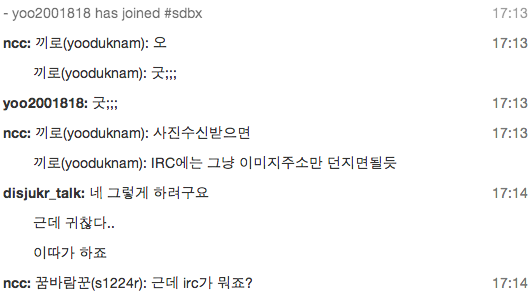 - yoo2001818 has joined #sdbx 17:13
ncc: 끼로(yooduknam): 오 17:13
끼로(yooduknam): 굿;;;
yoo2001818: 굿;;; 17:13
ncc: 끼로(yooduknam): 사진수신받으면 17:13
끼로(yooduknam): IRC에는 그냥 이미지주소만 던지면될듯
disjukr_talk: 네 그렇게 하려구요 17:14
근데 귀찮다..
이따가 하죠
ncc: 꿈바람꾼(s1224r): 근데 irc가 뭐죠? 17:14